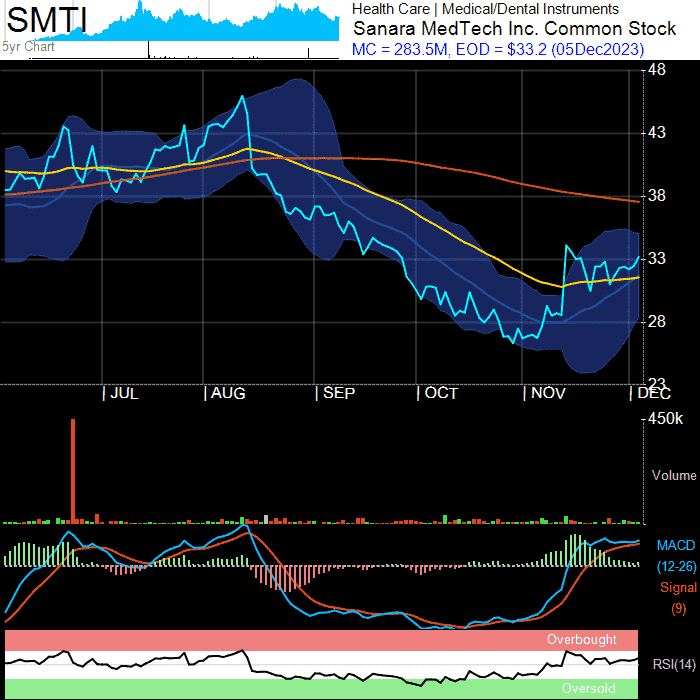 SMTI
5yr Chart
Health Care | Medical/Dental Instruments
Sanara MedTech Inc. Common Stock
MC = 283.5M, EOD = $33.2 (05Dec2023)
48
43
38
33
28
23
JUL
AUG
SEP
OCT
NOV
DEC
450k
Volume
MACD
(12-26)
Signal
(9)
Overbought
RSI(14)
Oversold